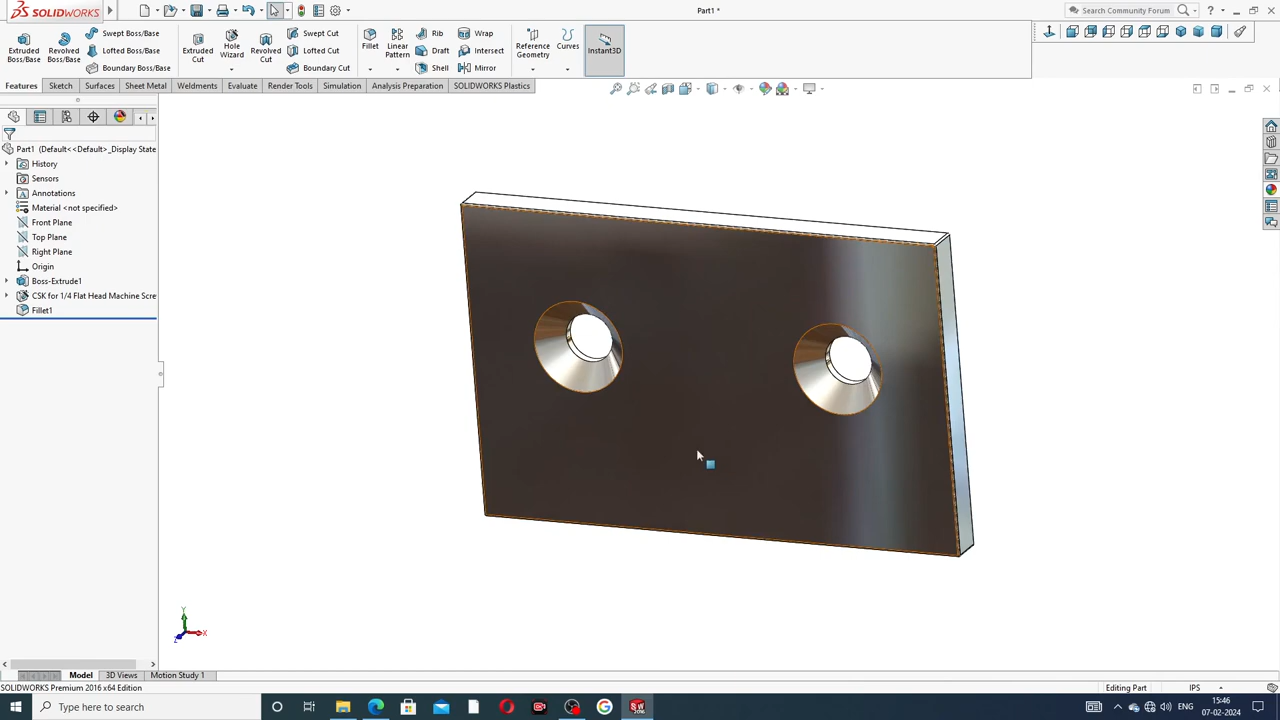 SOLIDWORKS
Part1 *
Search Community Forum
Extruded Boss/Base
Revolved Boss/Base
Swept Boss/Base
Lofted Boss/Base
Boundary Boss/Base
Extruded Cut
Hole Wizard
Revolved Cut
Swept Cut
Lofted Cut
Boundary Cut
Fillet
Linear Pattern
Rib
Draft
Shell
Wrap
Intersect
Mirror
Reference Geometry
Curves
Instant3D
Features
Sketch
Surfaces
Sheet Metal
Weldments
Evaluate
Render Tools
Simulation
Analysis Preparation
SOLIDWORKS Plastics
Part1 (Default<<Default>_Display State
History
Sensors
Annotations
Material <not specified>
Front Plane
Top Plane
Right Plane
Origin
Boss-Extrude1
CSK for 1/4 Flat Head Machine Scre
Fillet1
Y
X
Z
Model
3D Views
Motion Study 1
SOLIDWORKS Premium 2016 x64 Edition
Editing Part
IPS
Type here to search
ENG
15:46
07-02-2024